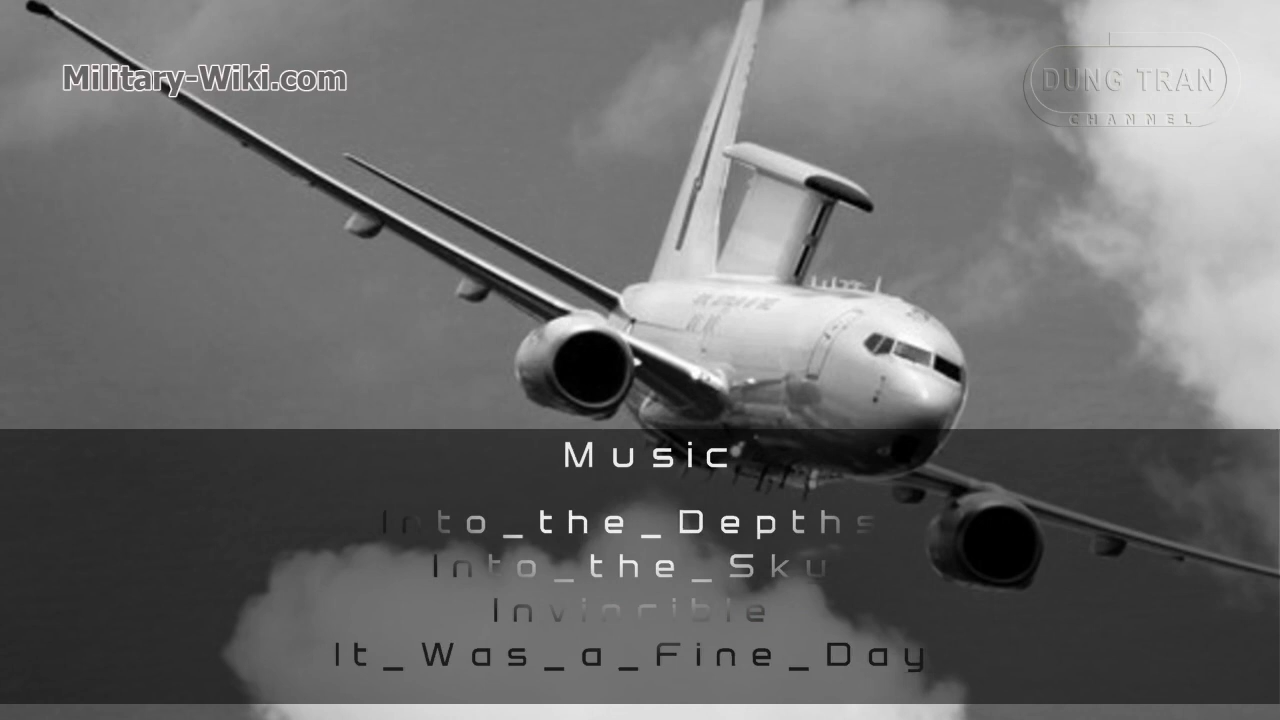 Military-Wiki.com
DUNG TRAN
CHANNEL
Music
Into_the_Depths
Into_the_Sky
Invincible
It_Was_a_Fine_Day